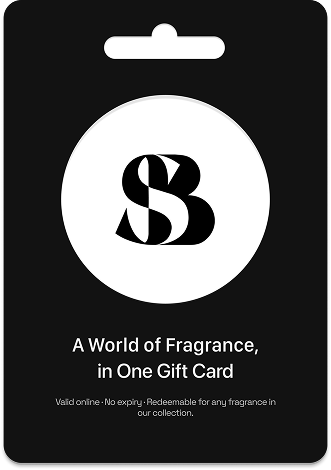 SB
A World of Fragrance,
in One Gift Card
Valid online · No expiry · Redeemable for any fragrance in
our collection.